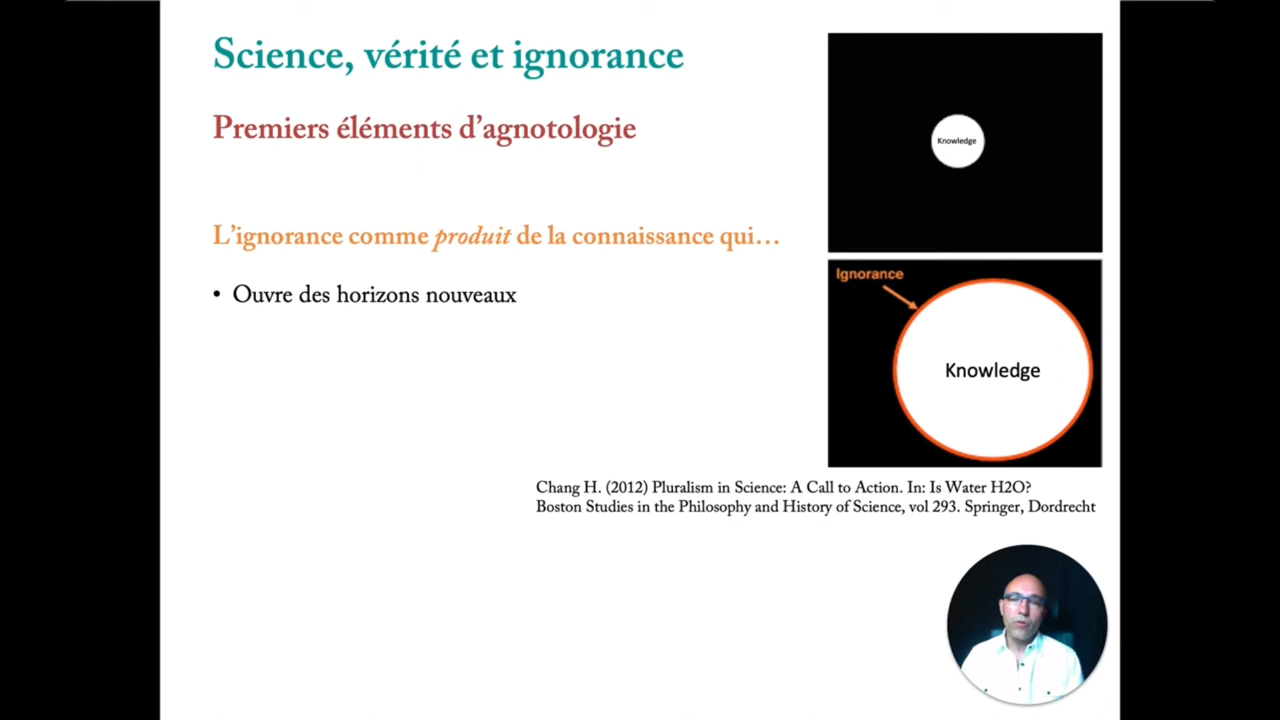 Science, vérité et ignorance
Premiers éléments d’agnotologie
L’ignorance comme produit de la connaissance qui…
• Ouvre des horizons nouveaux
Knowledge
Ignorance
Knowledge
Chang H. (2012) Pluralism in Science: A Call to Action. In: Is Water H2O?
Boston Studies in the Philosophy and History of Science, vol 293. Springer, Dordrecht